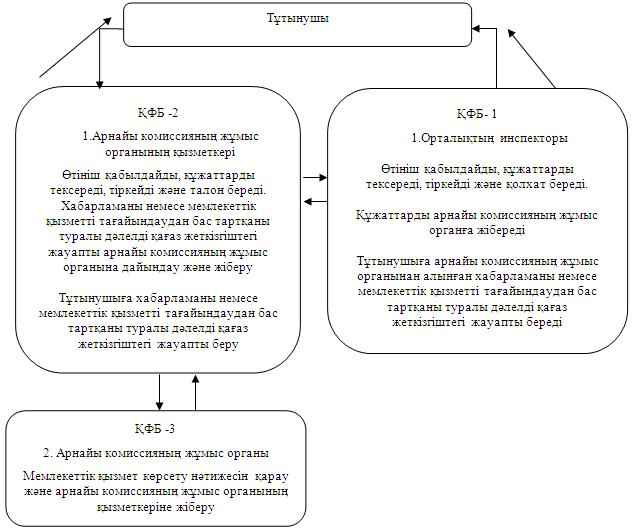 Тұтынушы
ҚФБ -2
1.Арнайы комиссияның жұмыс
органының қызметкері
Өтініш қабылдайды, құжаттарды
тексереді, тіркейді және талон береді.
Хабарламаны немесе мемлекеттік
қызметті тағайындаудан бас тартқаны
туралы дәлелді қағаз жеткізгіштегі
жауапты арнайы комиссияның жұмыс
органына дайындау және жіберу
Тұтынушыға хабарламаны немесе
мемлекеттік қызметті тағайындаудан бас
тартқаны туралы дәлелді қағаз
жеткізгіштегі жауапты беру
ҚФБ- 1
1.Орталықтың инспекторы
Өтініш қабылдайды, құжаттарды
тексереді, тіркейді және қолхат береді.
Құжаттарды арнайы комиссияның жұмыс
органға жібереді
Тұтынушыға арнайы комиссияның жұмыс
органынан алынған хабарламаны немесе
мемлекеттік қызметті тағайындаудан бас
тартқаны туралы дәлелді қағаз
жеткізгіштегі жауапты береді
ҚФБ -3
2. Арнайы комиссияның жұмыс органы
Мемлекеттік қызмет көрсету нәтижесін қарау
және арнайы комиссияның жұмыс органының
қызметкеріне жіберу